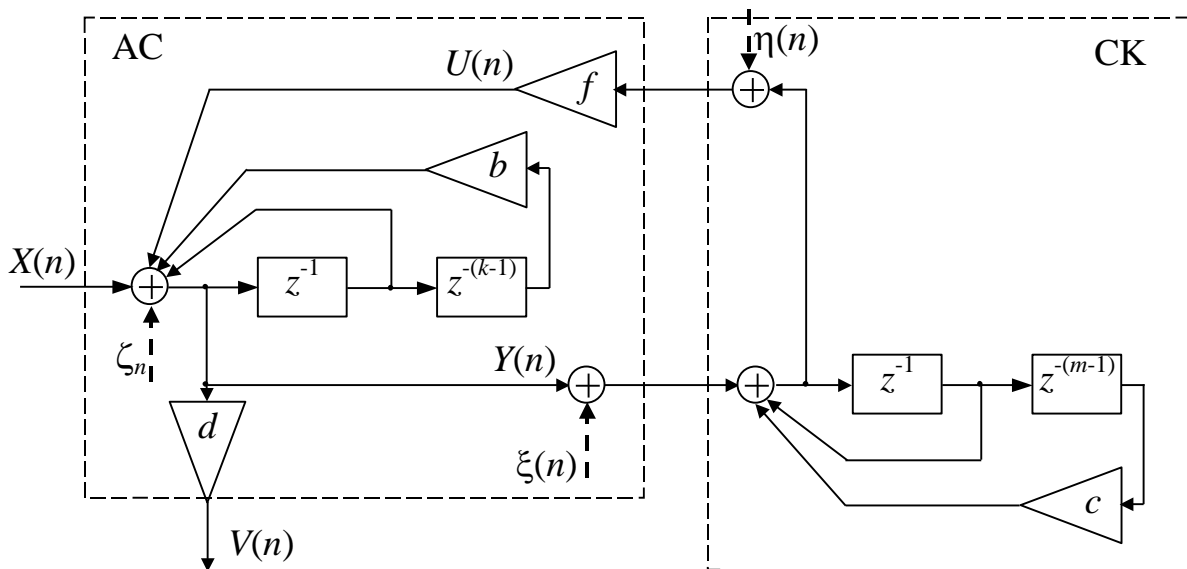 AC
CK
η(n)
U(n)
f
b
X(n)
z⁻¹
z⁻⁽ᵏ⁻¹⁾
ζₙ
Y(n)
z⁻¹
z⁻⁽ᵐ⁻¹⁾
d
ξ(n)
c
V(n)